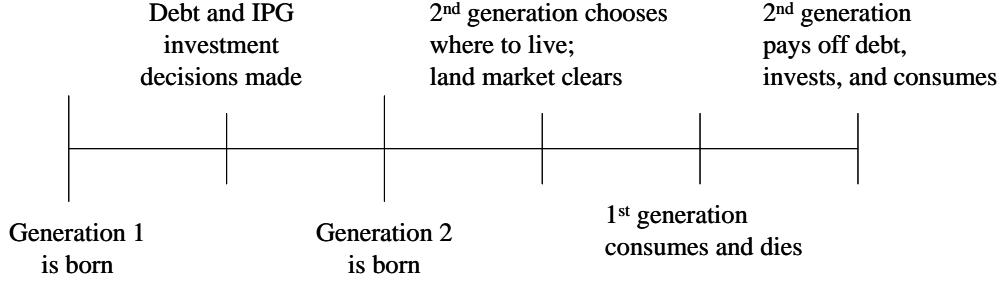 Debt and IPG
investment
decisions made
2nd generation chooses
where to live;
land market clears
2nd generation
pays off debt,
invests, and consumes
Generation 1
is born
Generation 2
is born
1st generation
consumes and dies